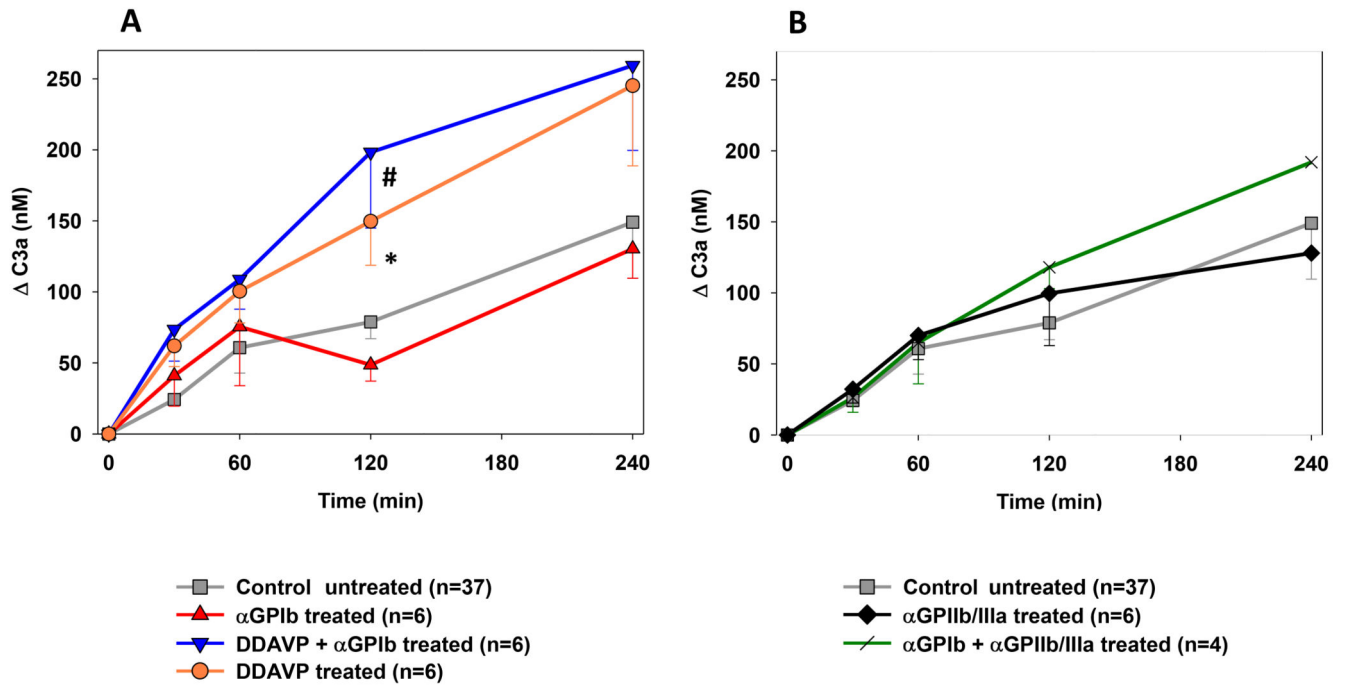 A
250
200
150
100
50
0
Δ C3a (nM)
#
*
0 60 120 180 240
Time (min)
Control untreated (n=37)
αGPIb treated (n=6)
DDAVP + αGPIb treated (n=6)
DDAVP treated (n=6)
B
250
200
150
100
50
0
Δ C3a (nM)
0 60 120 180 240
Time (min)
Control untreated (n=37)
αGPIIb/IIIa treated (n=6)
αGPIb + αGPIIb/IIIa treated (n=4)